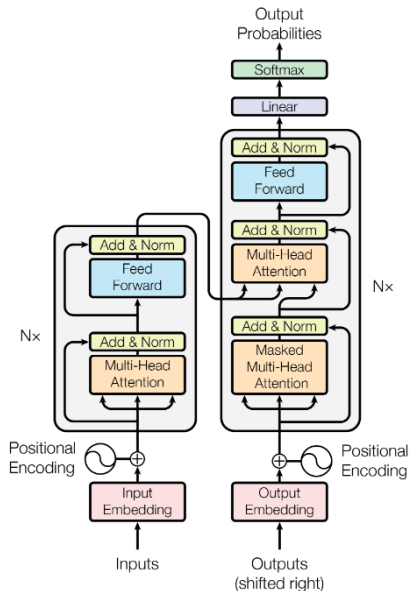 Output
Probabilities
Softmax
Linear
Add & Norm
Feed
Forward
Add & Norm
Multi-Head
Attention
Nx
Add & Norm
Masked
Multi-Head
Attention
Positional
Encoding
Output
Embedding
Outputs
(shifted right)
Add & Norm
Feed
Forward
Nx
Add & Norm
Multi-Head
Attention
Positional
Encoding
Input
Embedding
Inputs